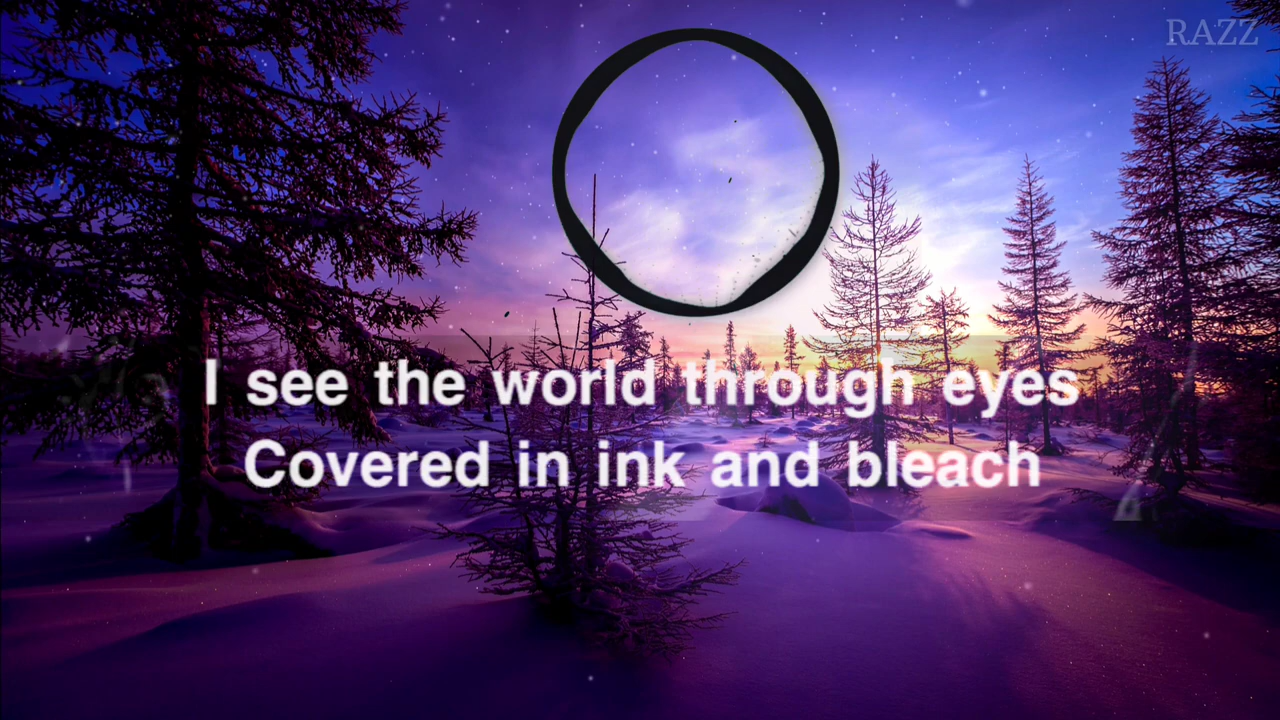 RAZZ
I see the world through eyes
Covered in ink and bleach